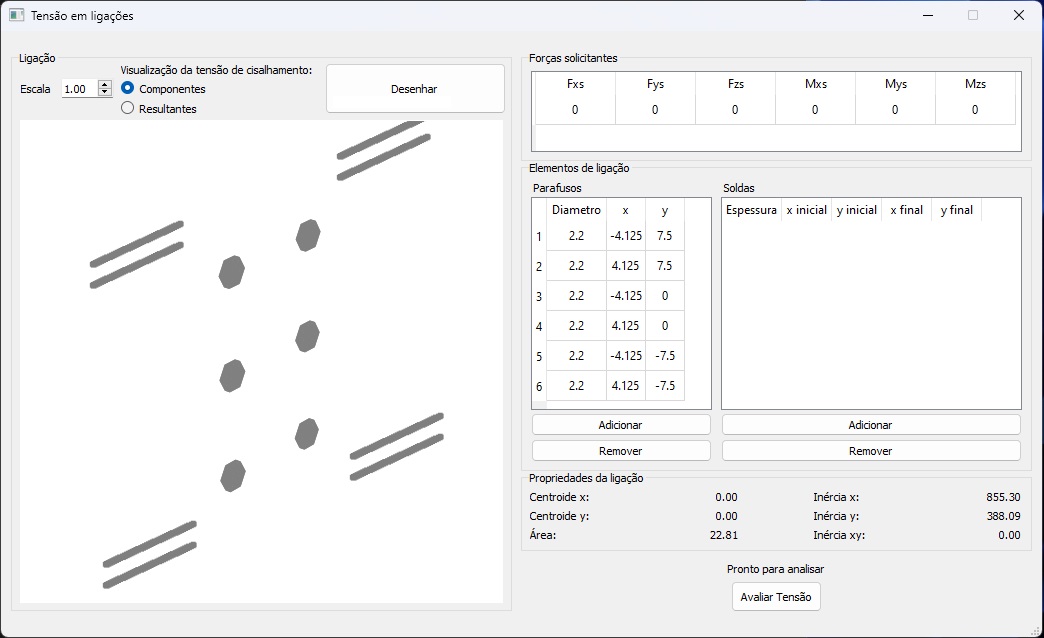 Tensão em ligações
Ligação
Escala 1.00
Visualização da tensão de cisalhamento:
Componentes
Resultantes
Desenhar
Forças solicitantes
Fxs Fys Fzs Mxs Mys Mzs
0 0 0 0 0 0
Elementos de ligação
Parafusos
Diametro x y
1 2.2 -4.125 7.5
2 2.2 4.125 7.5
3 2.2 -4.125 0
4 2.2 4.125 0
5 2.2 -4.125 -7.5
6 2.2 4.125 -7.5
Adicionar
Remover
Soldas
Espessura x inicial y inicial x final y final
Adicionar
Remover
Propriedades da ligação
Centroide x: 0.00 Inércia x: 855.30
Centroide y: 0.00 Inércia y: 388.09
Área: 22.81 Inércia xy: 0.00
Pronto para analisar
Avaliar Tensão